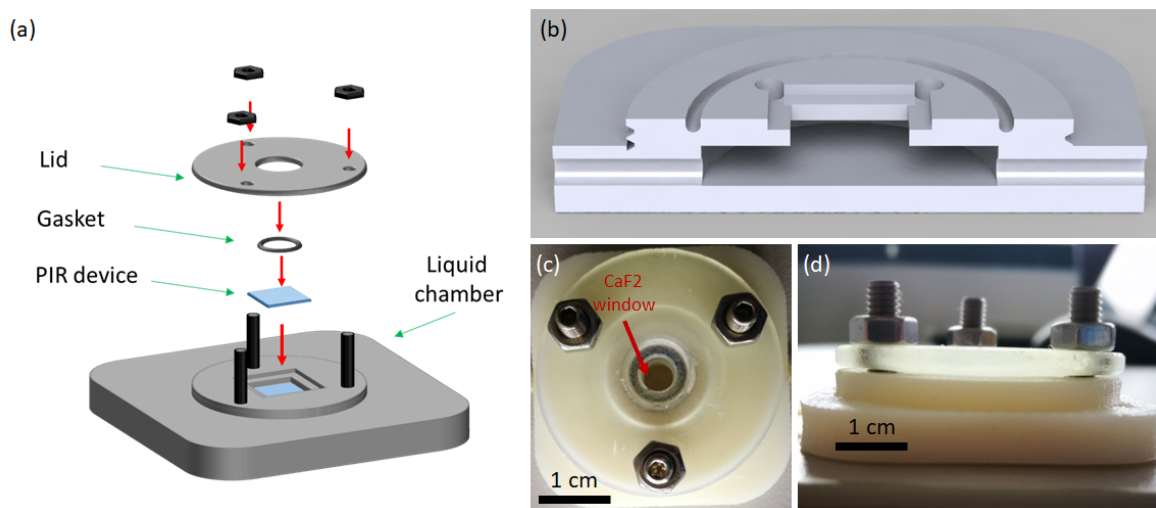 (a)
Lid
Gasket
PIR device
Liquid
chamber
(b)
(c)
CaF2
window
1 cm
(d)
1 cm